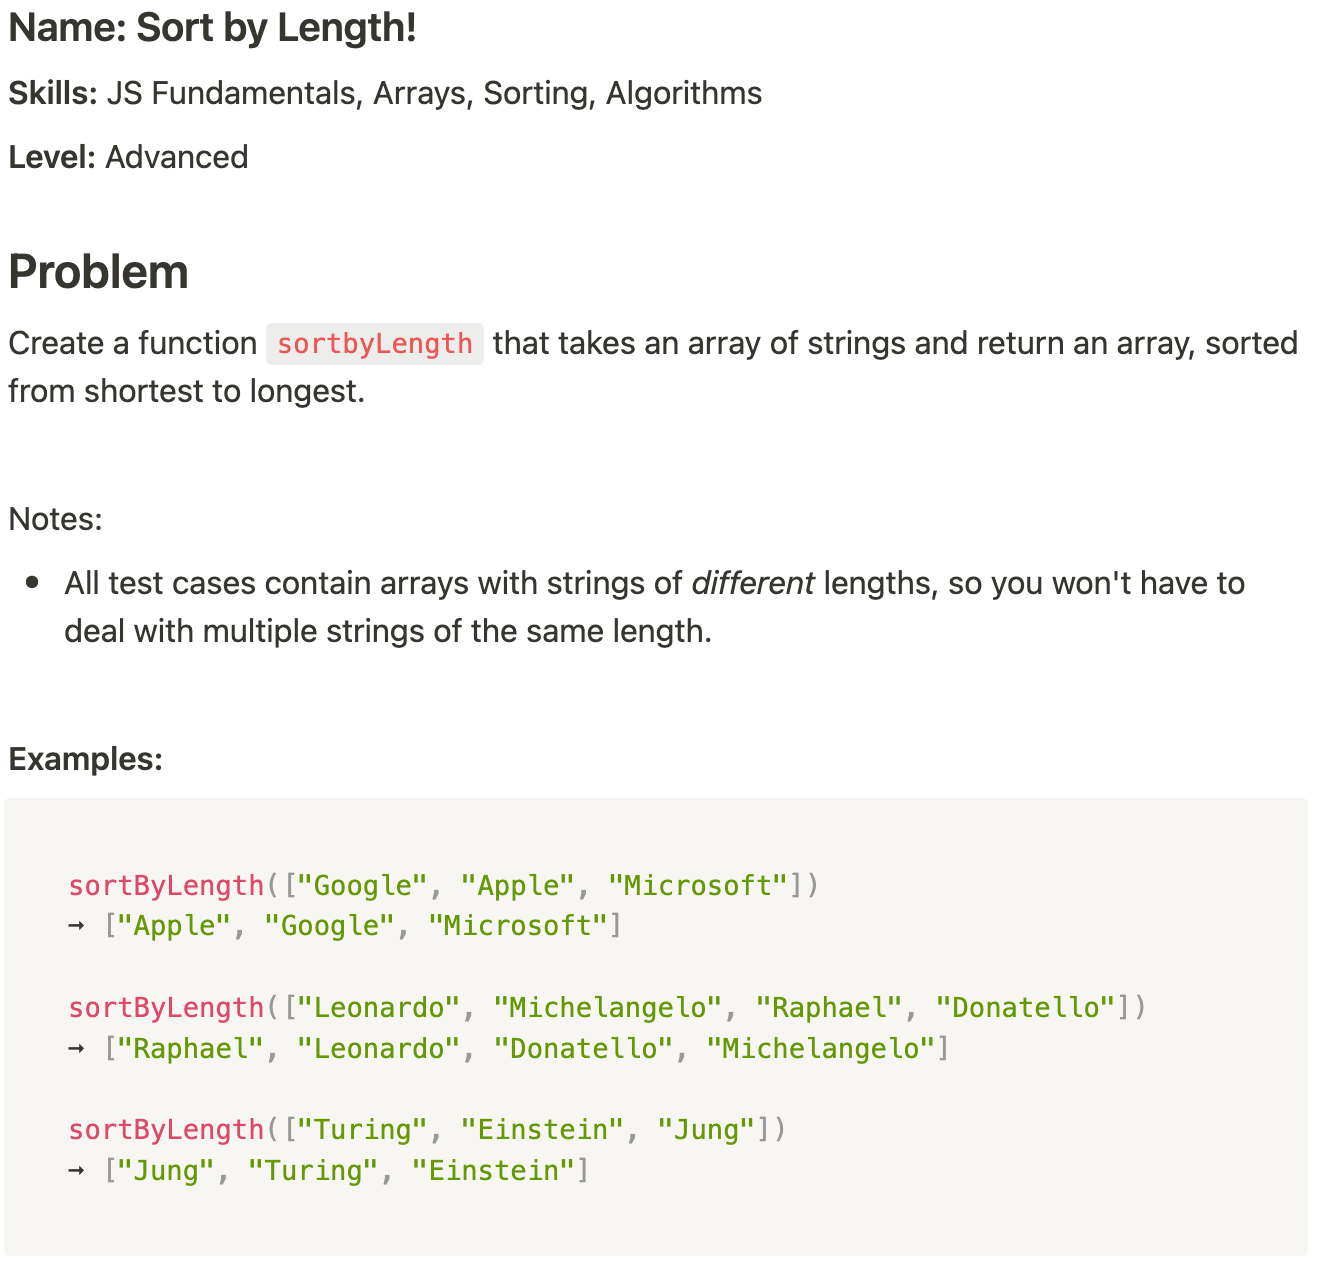 Name: Sort by Length!
Skills: JS Fundamentals, Arrays, Sorting, Algorithms
Level: Advanced
Problem
Create a function sortbyLength that takes an array of strings and return an array, sorted
from shortest to longest.
Notes:
• All test cases contain arrays with strings of different lengths, so you won't have to
deal with multiple strings of the same length.
Examples:
sortByLength(["Google", "Apple", "Microsoft"])
→ ["Apple", "Google", "Microsoft"]
sortByLength(["Leonardo", "Michelangelo", "Raphael", "Donatello"])
→ ["Raphael", "Leonardo", "Donatello", "Michelangelo"]
sortByLength(["Turing", "Einstein", "Jung"])
→ ["Jung", "Turing", "Einstein"]